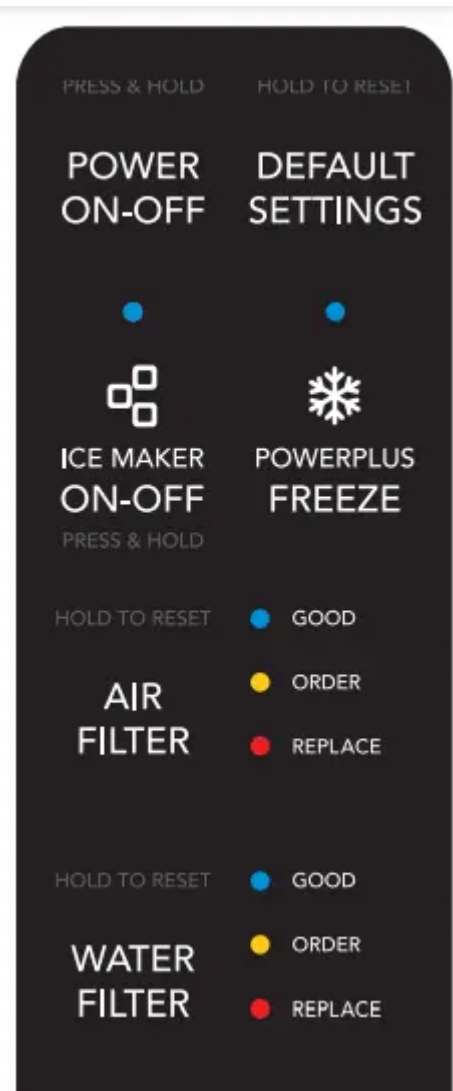 PRESS & HOLD
HOLD TO RESET
POWER
ON-OFF
DEFAULT
SETTINGS
ICE MAKER
ON-OFF
PRESS & HOLD
POWERPLUS
FREEZE
HOLD TO RESET
AIR
FILTER
GOOD
ORDER
REPLACE
HOLD TO RESET
WATER
FILTER
GOOD
ORDER
REPLACE